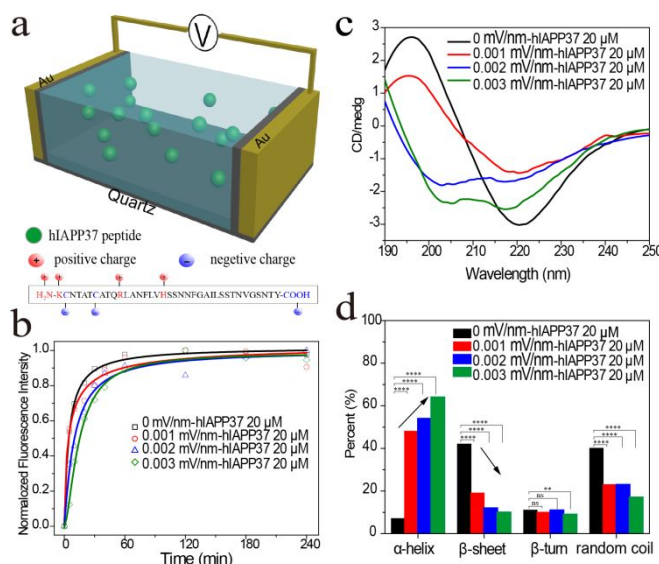 a
V
Au
Au
Quartz
hIAPP37 peptide
+ positive charge
− negetive charge
+ + + +
H2N-KCNTATCATQRLANFLVHSSNNFGAILSSTNVGSNTY-COOH
− − −
b
Normalozed Fluorescence Intensity
1.0
0.8
0.6
0.4
0.2
0.0
0 mV/nm-hIAPP37 20 µM
0.001 mV/nm-hIAPP37 20 µM
0.002 mV/nm-hIAPP37 20 µM
0.003 mV/nm-hIAPP37 20 µM
0 60 120 180 240
Time (min)
c
CD/medg
3
2
1
0
-1
-2
-3
0 mV/nm-hIAPP37 20 µM
0.001 mV/nm-hIAPP37 20 µM
0.002 mV/nm-hIAPP37 20 µM
0.003 mV/nm-hIAPP37 20 µM
190 200 210 220 230 240 250
Wavelength (nm)
d
Percent (%)
100
80
60
40
20
0
0 mV/nm-hIAPP37 20 µM
0.001 mV/nm-hIAPP37 20 µM
0.002 mV/nm-hIAPP37 20 µM
0.003 mV/nm-hIAPP37 20 µM
****
****
****
****
****
****
**
ns
ns
****
****
****
α-helix β-sheet β-turn random coil